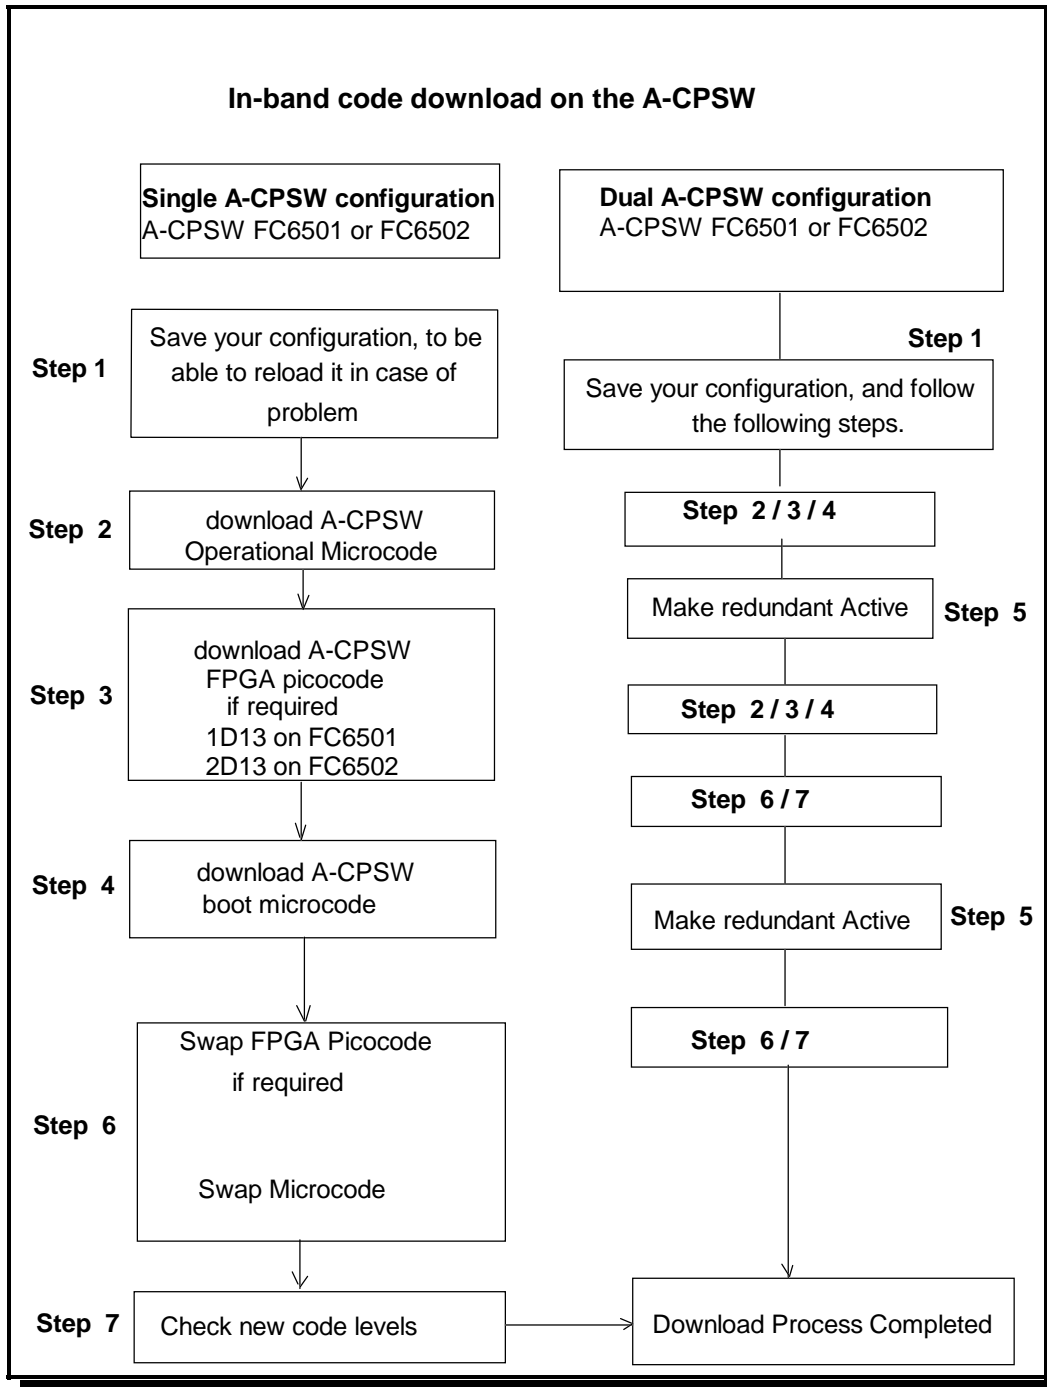 In-band code download on the A-CPSW
Single A-CPSW configuration
A-CPSW FC6501 or FC6502
Step 1
Save your configuration, to be
able to reload it in case of
problem
Step 2
download A-CPSW
Operational Microcode
Step 3
download A-CPSW
FPGA picocode
if required
1D13 on FC6501
2D13 on FC6502
Step 4
download A-CPSW
boot microcode
Step 6
Swap FPGA Picocode
if required
Swap Microcode
Step 7
Check new code levels
Dual A-CPSW configuration
A-CPSW FC6501 or FC6502
Step 1
Save your configuration, and follow
the following steps.
Step 2 / 3 / 4
Make redundant Active
Step 5
Step 2 / 3 / 4
Step 6 / 7
Make redundant Active
Step 5
Step 6 / 7
Download Process Completed